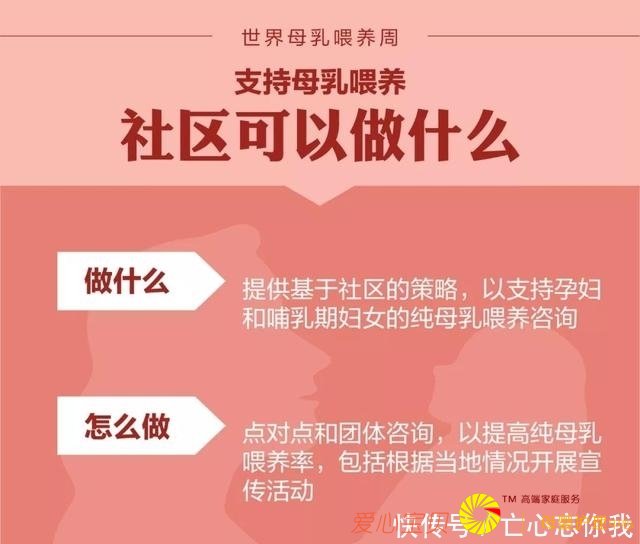 世界母乳喂养周
支持母乳喂养
社区可以做什么
做什么
提供基于社区的策略，以支持孕妇
和哺乳期妇女的纯母乳喂养咨询
怎么做
点对点和团体咨询，以提高纯母乳
喂养率，包括根据当地情况开展宣
传活动
TM 高端家庭服务
爱心宝贝
快传号
亡心忘你我